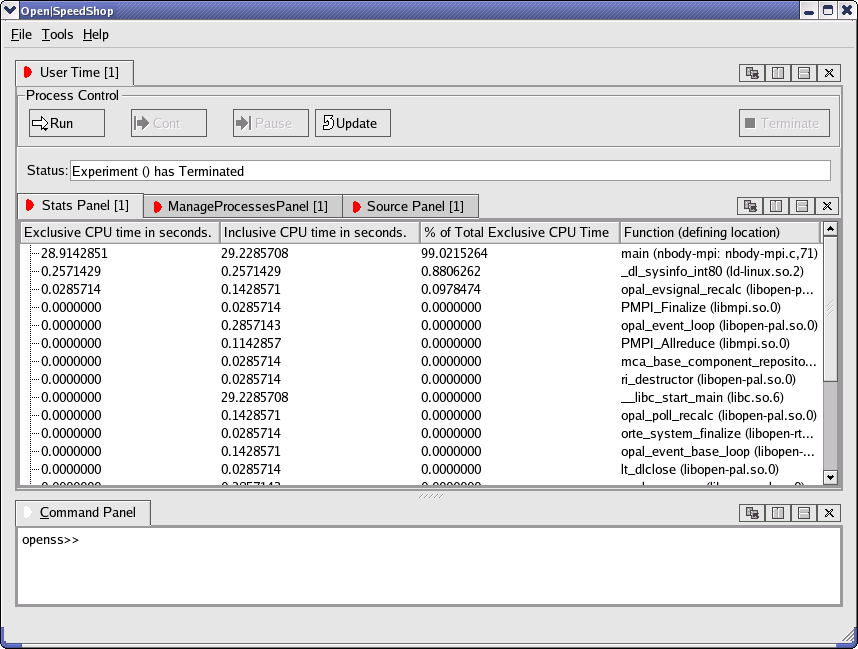 Open|SpeedShop
File Tools Help
User Time [1]
Process Control
Run Cont Pause Update Terminate
Status: Experiment () has Terminated
Stats Panel [1] ManageProcessesPanel [1] Source Panel [1]
Exclusive CPU time in seconds. Inclusive CPU time in seconds. % of Total Exclusive CPU Time Function (defining location)
28.9142851 29.2285708 99.0215264 main (nbody-mpi: nbody-mpi.c,71)
0.2571429 0.2571429 0.8806262 _dl_sysinfo_int80 (ld-linux.so.2)
0.0285714 0.1428571 0.0978474 opal_evsignal_recalc (libopen-p...
0.0000000 0.0285714 0.0000000 PMPI_Finalize (libmpi.so.0)
0.0000000 0.2857143 0.0000000 opal_event_loop (libopen-pal.so.0)
0.0000000 0.1142857 0.0000000 PMPI_Allreduce (libmpi.so.0)
0.0000000 0.0285714 0.0000000 mca_base_component_reposito...
0.0000000 0.0285714 0.0000000 ri_destructor (libopen-pal.so.0)
0.0000000 29.2285708 0.0000000 __libc_start_main (libc.so.6)
0.0000000 0.1428571 0.0000000 opal_poll_recalc (libopen-pal.so.0)
0.0000000 0.0285714 0.0000000 orte_system_finalize (libopen-rt...
0.0000000 0.1428571 0.0000000 opal_event_base_loop (libopen-...
0.0000000 0.0285714 0.0000000 lt_dlclose (libopen-pal.so.0)
0.0000000 0.2857143 0.0000000
Command Panel
openss>>